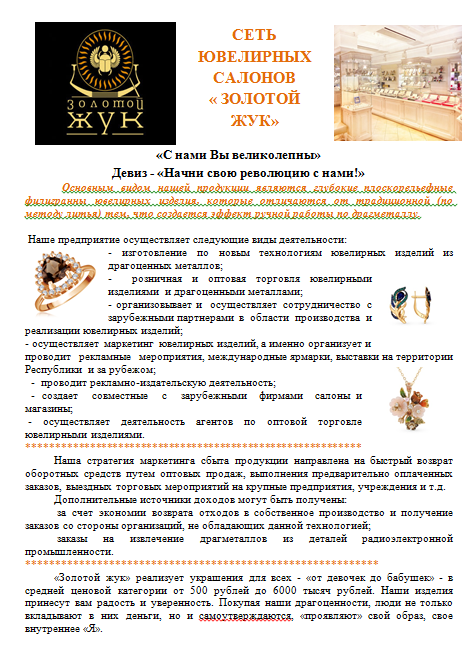 ЗОЛОТОЙ
ЖУК
СЕТЬ
ЮВЕЛИРНЫХ
САЛОНОВ
« ЗОЛОТОЙ
ЖУК»
«С нами Вы великолепны»
Девиз - «Начни свою революцию с нами!»
Основным видом нашей продукции являются глубокие плоскорельефные
филигранны ювелирных изделия, которые отличаются от традиционной (по
методу литья) тем, что создается эффект ручной работы по драгметаллу.
Наше предприятие осуществляет следующие виды деятельности:
- изготовление по новым технологиям ювелирных изделий из
драгоценных металлов;
- розничная и оптовая торговля ювелирными
изделиями и драгоценными металлами;
- организовывает и осуществляет сотрудничество с
зарубежными партнерами в области производства и
реализации ювелирных изделий;
- осуществляет маркетинг ювелирных изделий, а именно организует и
проводит рекламные мероприятия, международные ярмарки, выставки на территории
Республики и за рубежом;
- проводит рекламно-издательскую деятельность;
- создает совместные с зарубежными фирмами салоны и
магазины;
- осуществляет деятельность агентов по оптовой торговле
ювелирными изделиями.
************************************************************
Наша стратегия маркетинга сбыта продукции направлена на быстрый возврат
оборотных средств путем оптовых продаж, выполнения предварительно оплаченных
заказов, выездных торговых мероприятий на крупные предприятия, учреждения и т.д.
Дополнительные источники доходов могут быть получены:
за счет экономии возврата отходов в собственное производство и получение
заказов со стороны организаций, не обладающих данной технологией;
заказы на извлечение драгметаллов из деталей радиоэлектронной
промышленности.
***************************************************************
«Золотой жук» реализует украшения для всех - «от девочек до бабушек» - в
средней ценовой категории от 500 рублей до 6000 тысяч рублей. Наши изделия
принесут вам радость и уверенность. Покупая наши драгоценности, люди не только
вкладывают в них деньги, но и самоутверждаются, «проявляют» свой образ, свое
внутреннее «Я».